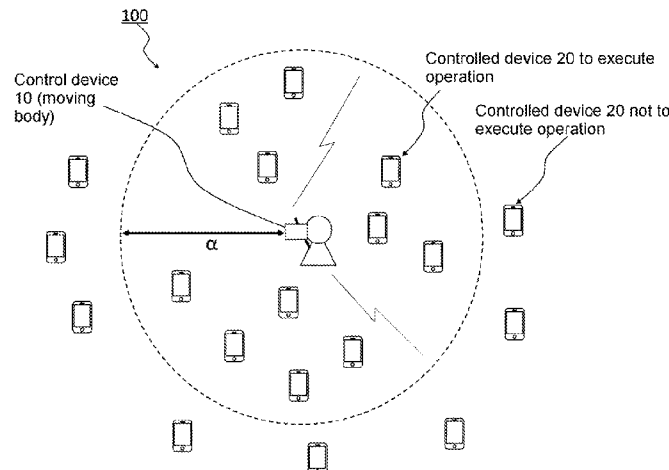 100
Control device
10 (moving
body)
Controlled device 20 to execute
operation
Controlled device 20 not to
execute operation
α